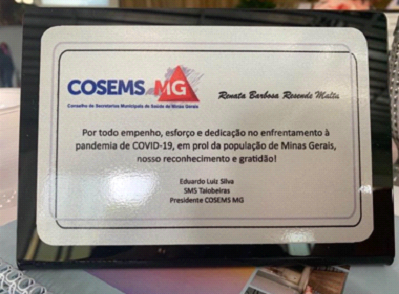 COSEMS MG
Conselho de Secretarias Municipais de Saúde de Minas Gerais
Renata Barbosa Resende Malta
Por todo empenho, esforço e dedicação no enfrentamento à
pandemia de COVID-19, em prol da população de Minas Gerais,
nosso reconhecimento e gratidão!
Eduardo Luiz Silva
SMS Taiobeiras
Presidente COSEMS MG